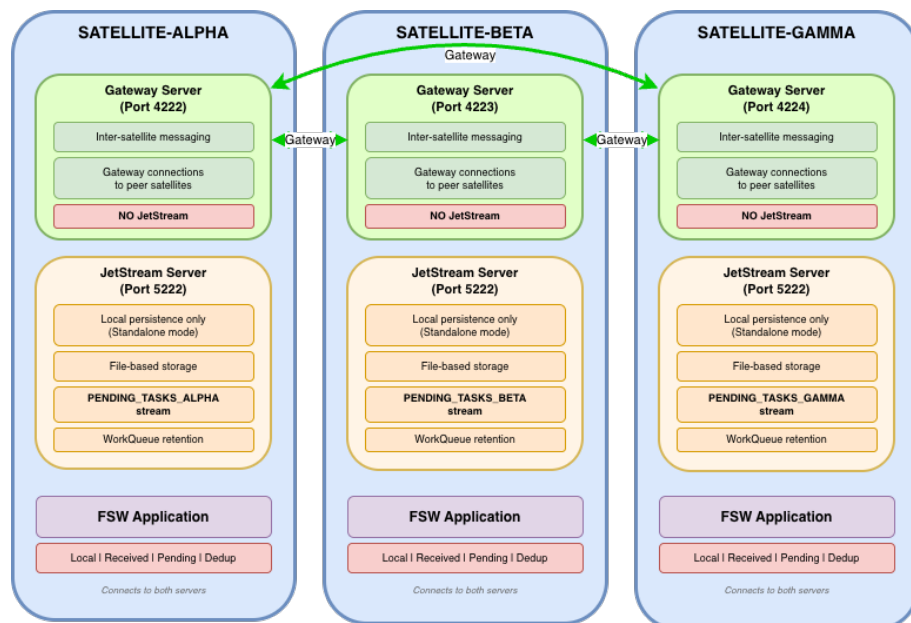 SATELLITE-ALPHA
SATELLITE-BETA
SATELLITE-GAMMA
Gateway
Gateway Server
(Port 4222)
Inter-satellite messaging
Gateway connections
to peer satellites
NO JetStream
Gateway
Gateway Server
(Port 4223)
Inter-satellite messaging
Gateway connections
to peer satellites
NO JetStream
Gateway
Gateway Server
(Port 4224)
Inter-satellite messaging
Gateway connections
to peer satellites
NO JetStream
JetStream Server
(Port 5222)
Local persistence only
(Standalone mode)
File-based storage
PENDING_TASKS_ALPHA
stream
WorkQueue retention
JetStream Server
(Port 5222)
Local persistence only
(Standalone mode)
File-based storage
PENDING_TASKS_BETA
stream
WorkQueue retention
JetStream Server
(Port 5222)
Local persistence only
(Standalone mode)
File-based storage
PENDING_TASKS_GAMMA
stream
WorkQueue retention
FSW Application
Local | Received | Pending | Dedup
Connects to both servers
FSW Application
Local | Received | Pending | Dedup
Connects to both servers
FSW Application
Local | Received | Pending | Dedup
Connects to both servers